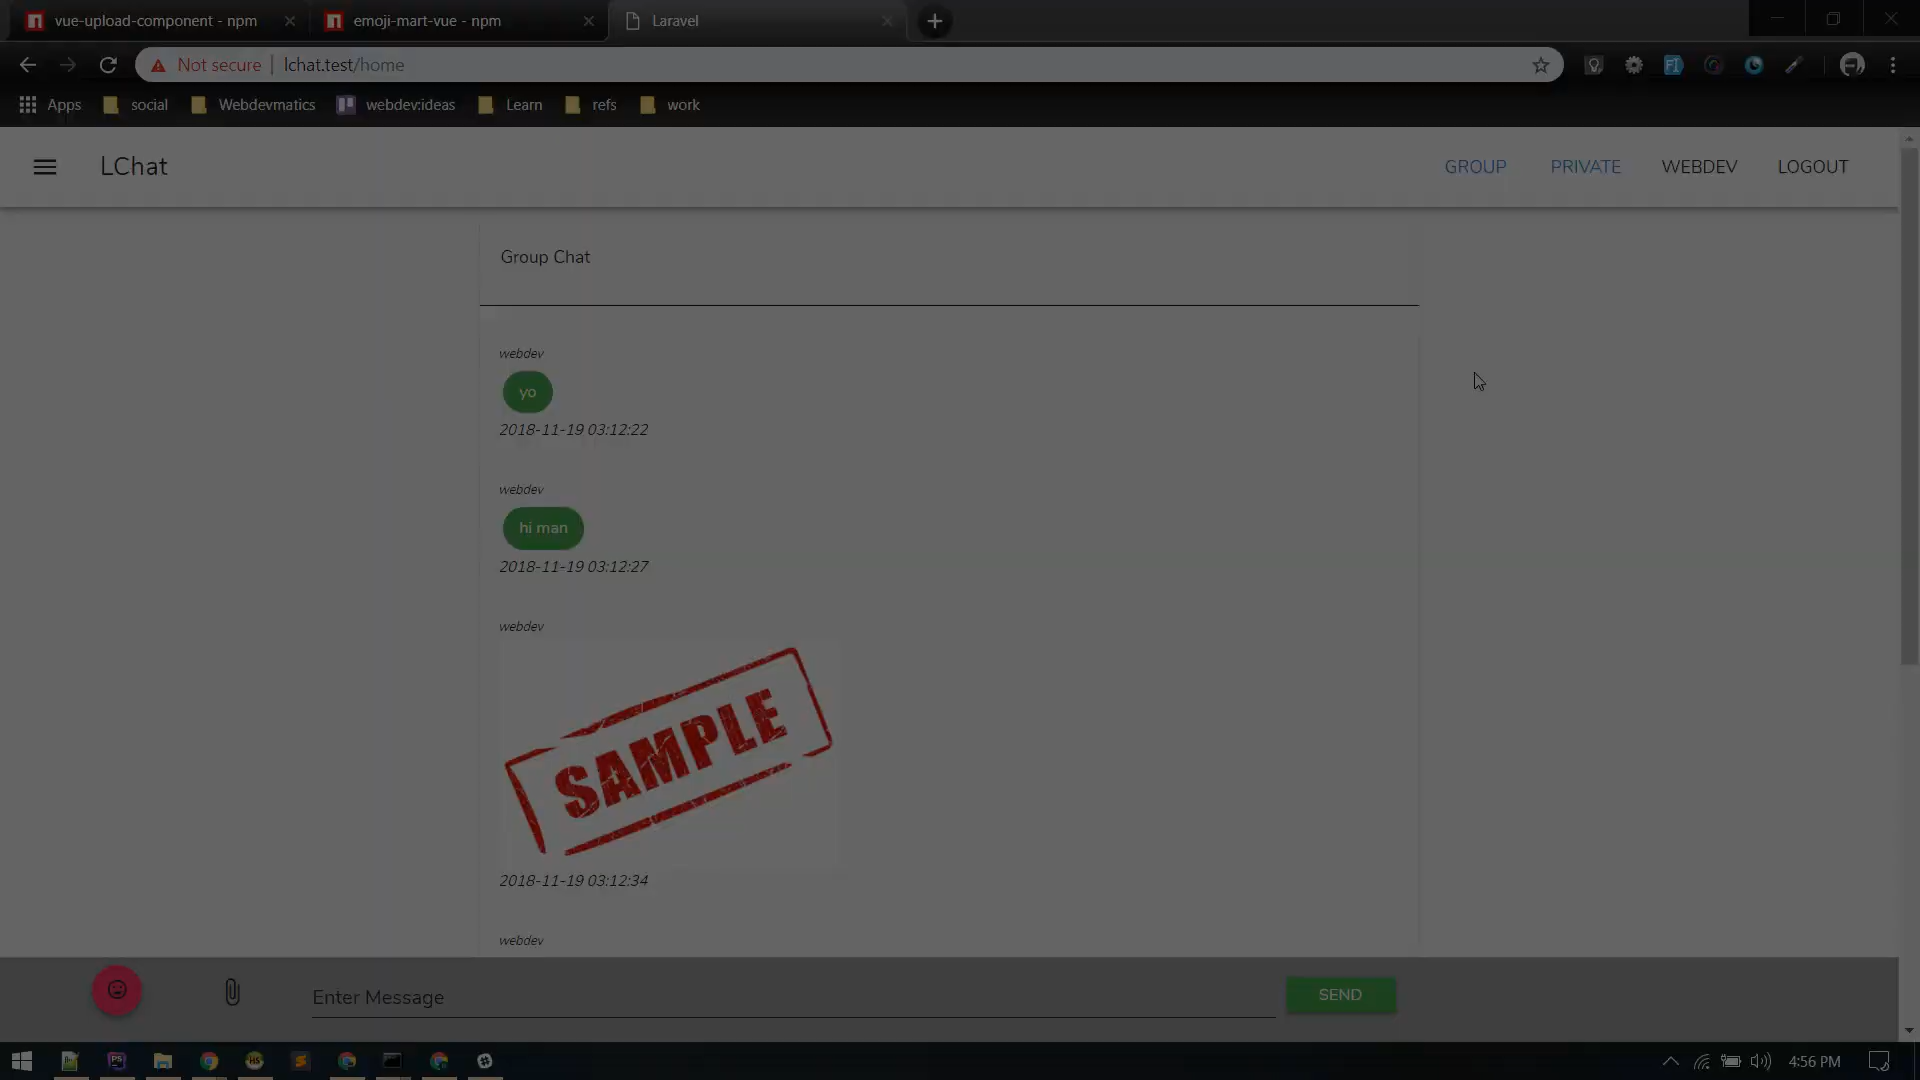 vue-upload-component - npm
emoji-mart-vue - npm
Laravel
Not secure | lchat.test/home
Apps
social
Webdevmatics
webdev:ideas
Learn
refs
work
LChat
GROUP
PRIVATE
WEBDEV
LOGOUT
Group Chat
webdev
yo
2018-11-19 03:12:22
webdev
hi man
2018-11-19 03:12:27
webdev
SAMPLE
2018-11-19 03:12:34
webdev
Enter Message
SEND
4:56 PM